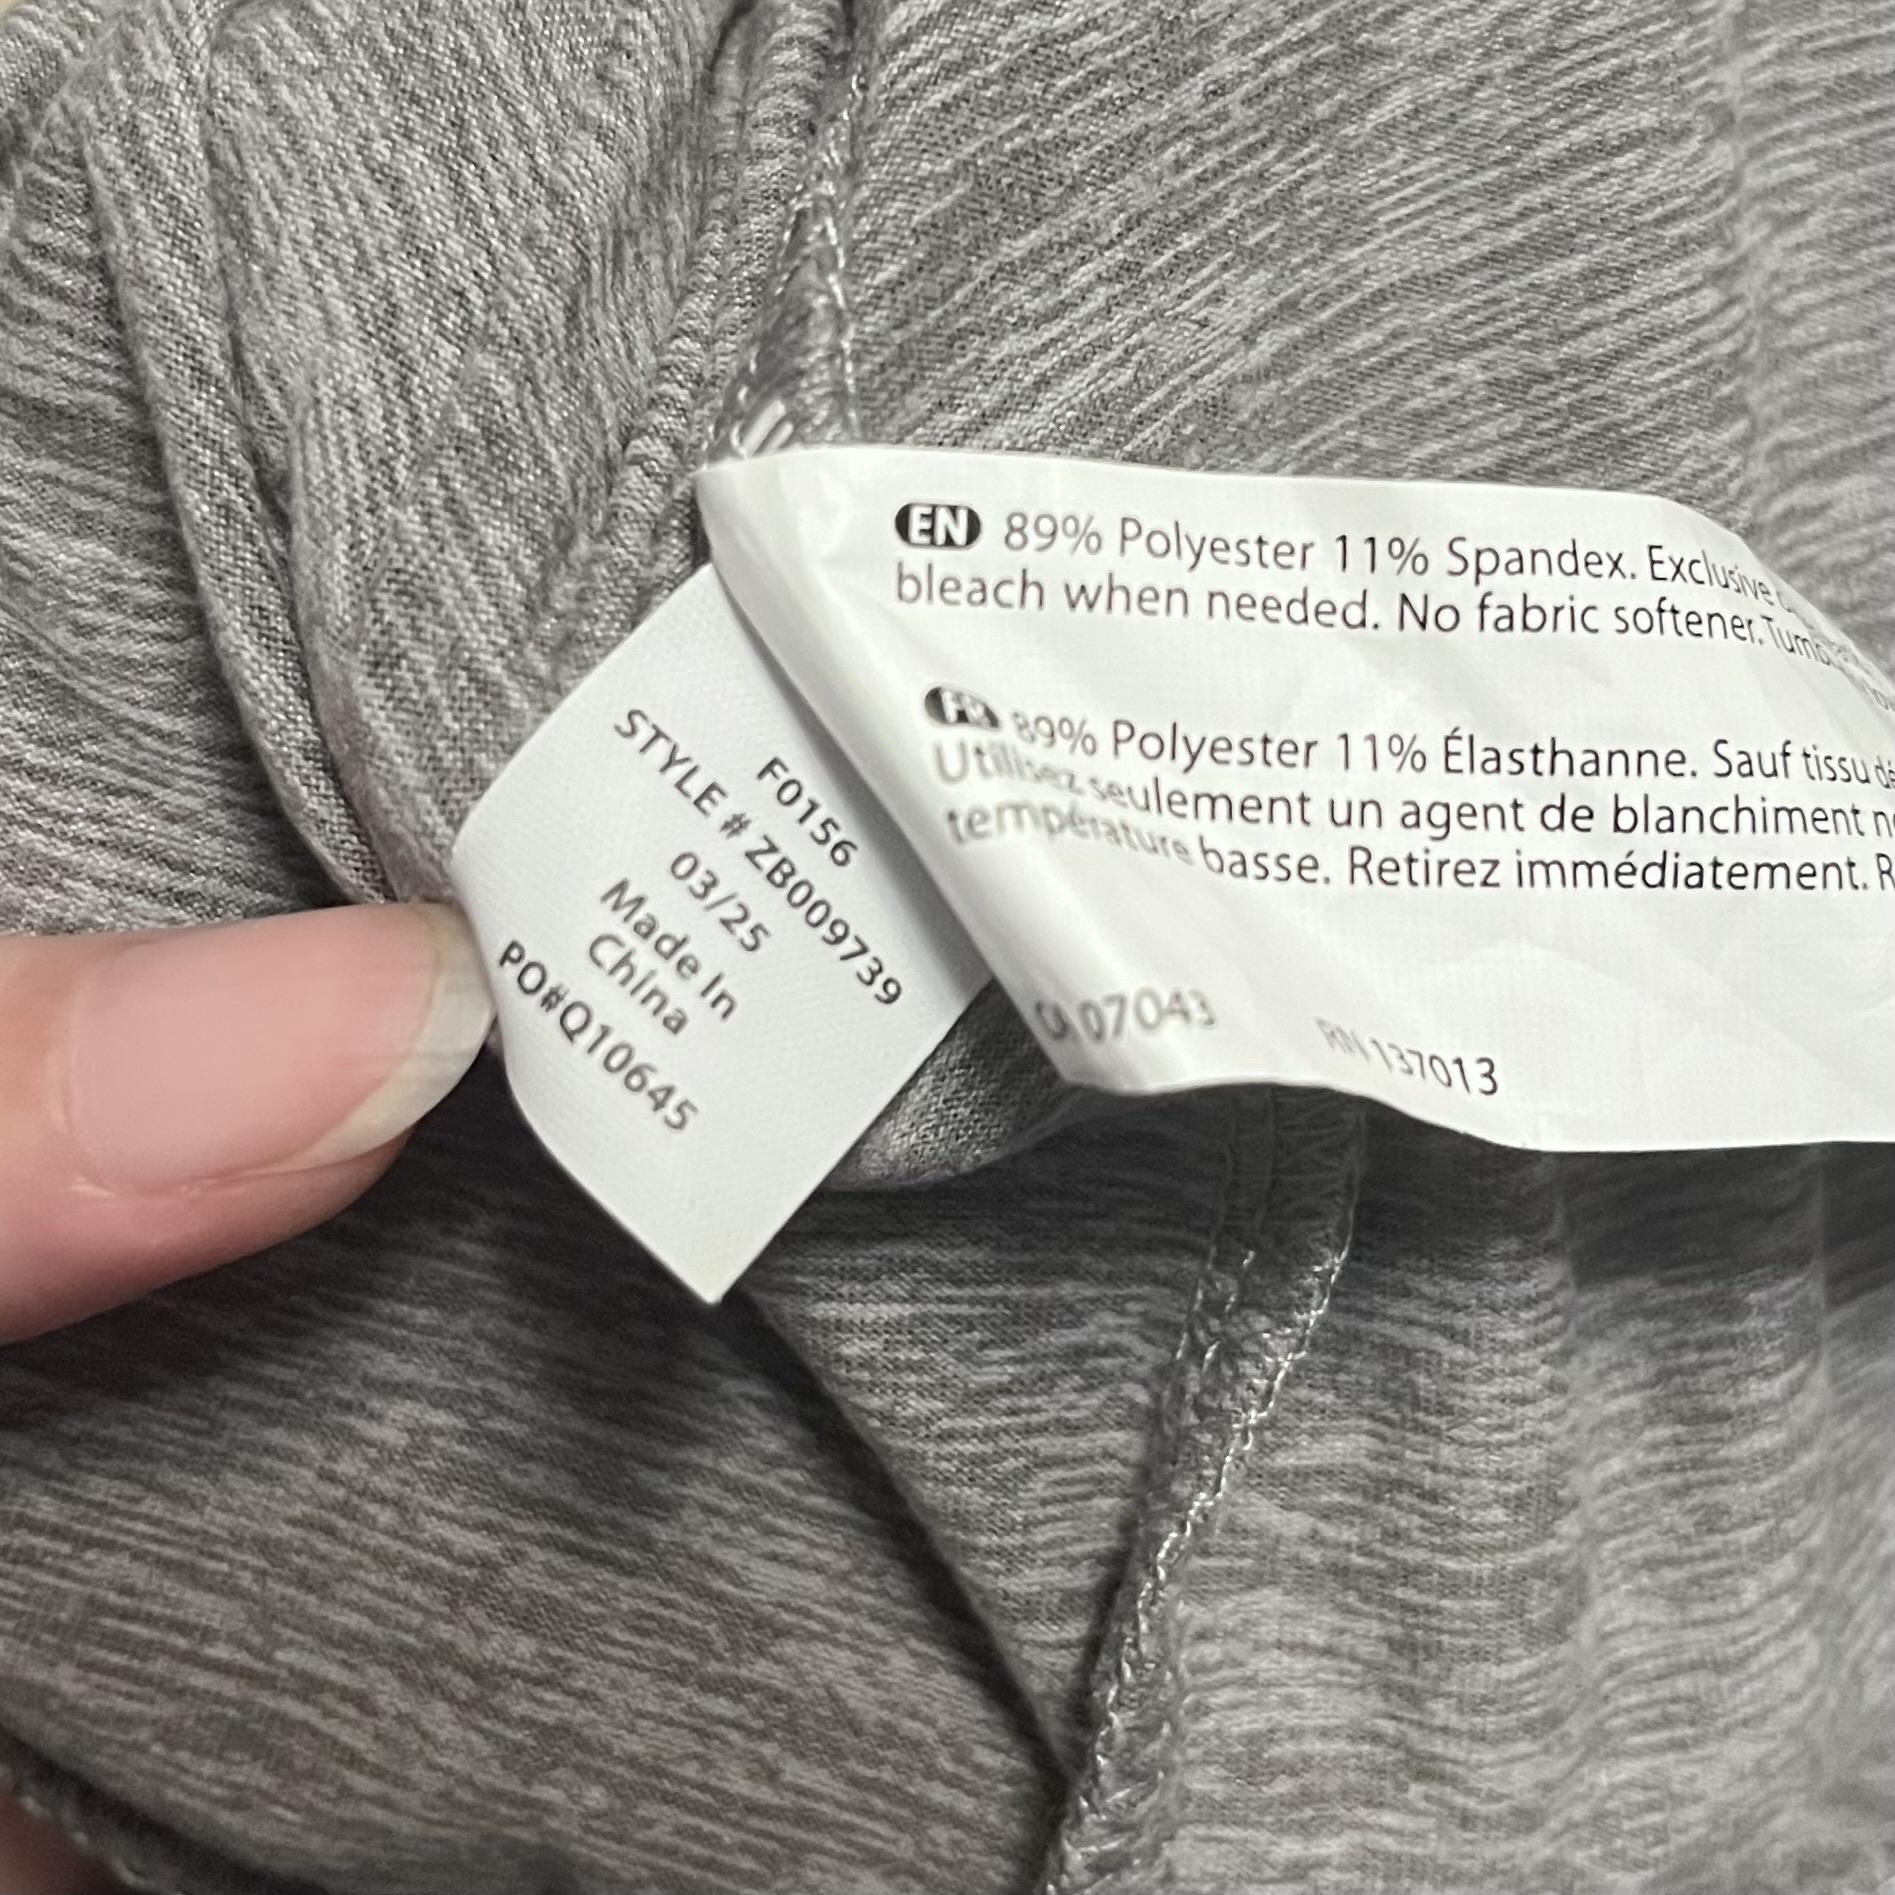 EN 89% Polyester 11% Spandex. Exclusive
bleach when needed. No fabric softener.
FR 89% Polyester 11% Élasthanne. Sauf tissu
Utilisez seulement un agent de blanchiment
température basse. Retirez immédiatement.
CA 07043 RN 137013
F0156
STYLE # ZB009739
03/25
Made In
China
PO#Q10645